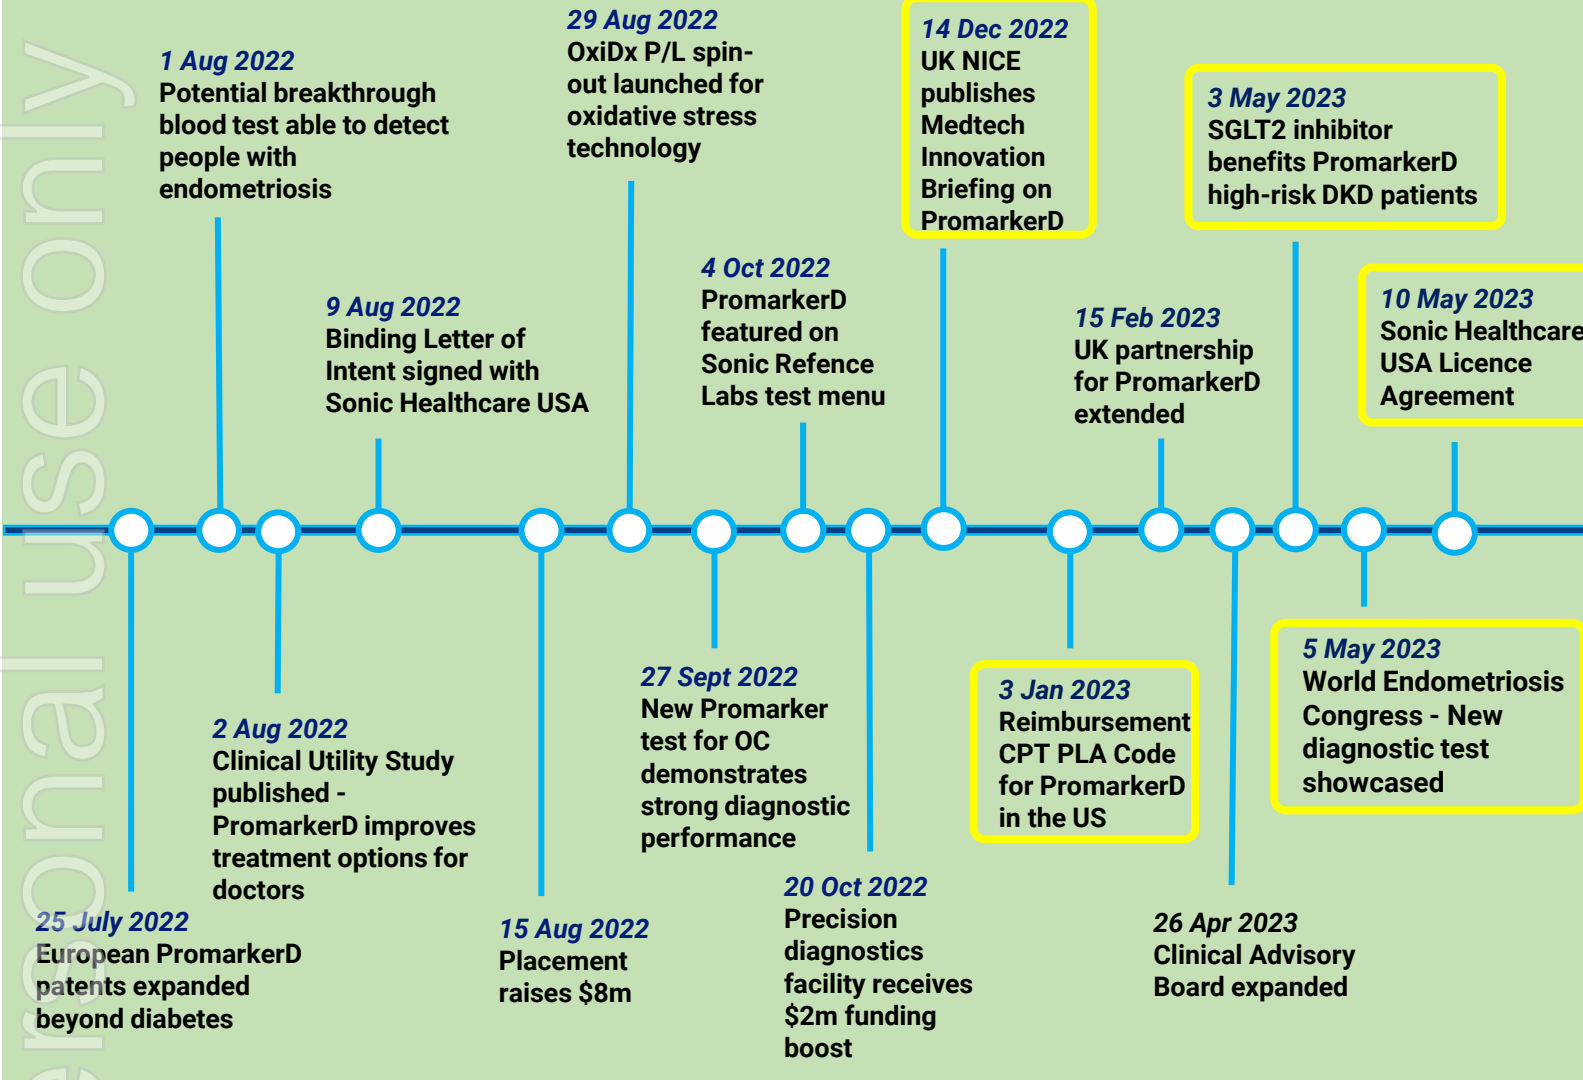 1 Aug 2022
Potential breakthrough
blood test able to detect
people with
endometriosis
29 Aug 2022
OxiDx P/L spin-
out launched for
oxidative stress
technology
14 Dec 2022
UK NICE
publishes
Medtech
Innovation
Briefing on
PromarkerD
3 May 2023
SGLT2 inhibitor
benefits PromarkerD
high-risk DKD patients
9 Aug 2022
Binding Letter of
Intent signed with
Sonic Healthcare USA
4 Oct 2022
PromarkerD
featured on
Sonic Refence
Labs test menu
15 Feb 2023
UK partnership
for PromarkerD
extended
10 May 2023
Sonic Healthcare
USA Licence
Agreement
25 July 2022
European PromarkerD
patents expanded
beyond diabetes
2 Aug 2022
Clinical Utility Study
published -
PromarkerD improves
treatment options for
doctors
15 Aug 2022
Placement
raises $8m
27 Sept 2022
New Promarker
test for OC
demonstrates
strong diagnostic
performance
20 Oct 2022
Precision
diagnostics
facility receives
$2m funding
boost
3 Jan 2023
Reimbursement
CPT PLA Code
for PromarkerD
in the US
26 Apr 2023
Clinical Advisory
Board expanded
5 May 2023
World Endometriosis
Congress - New
diagnostic test
showcased
ersonal use only